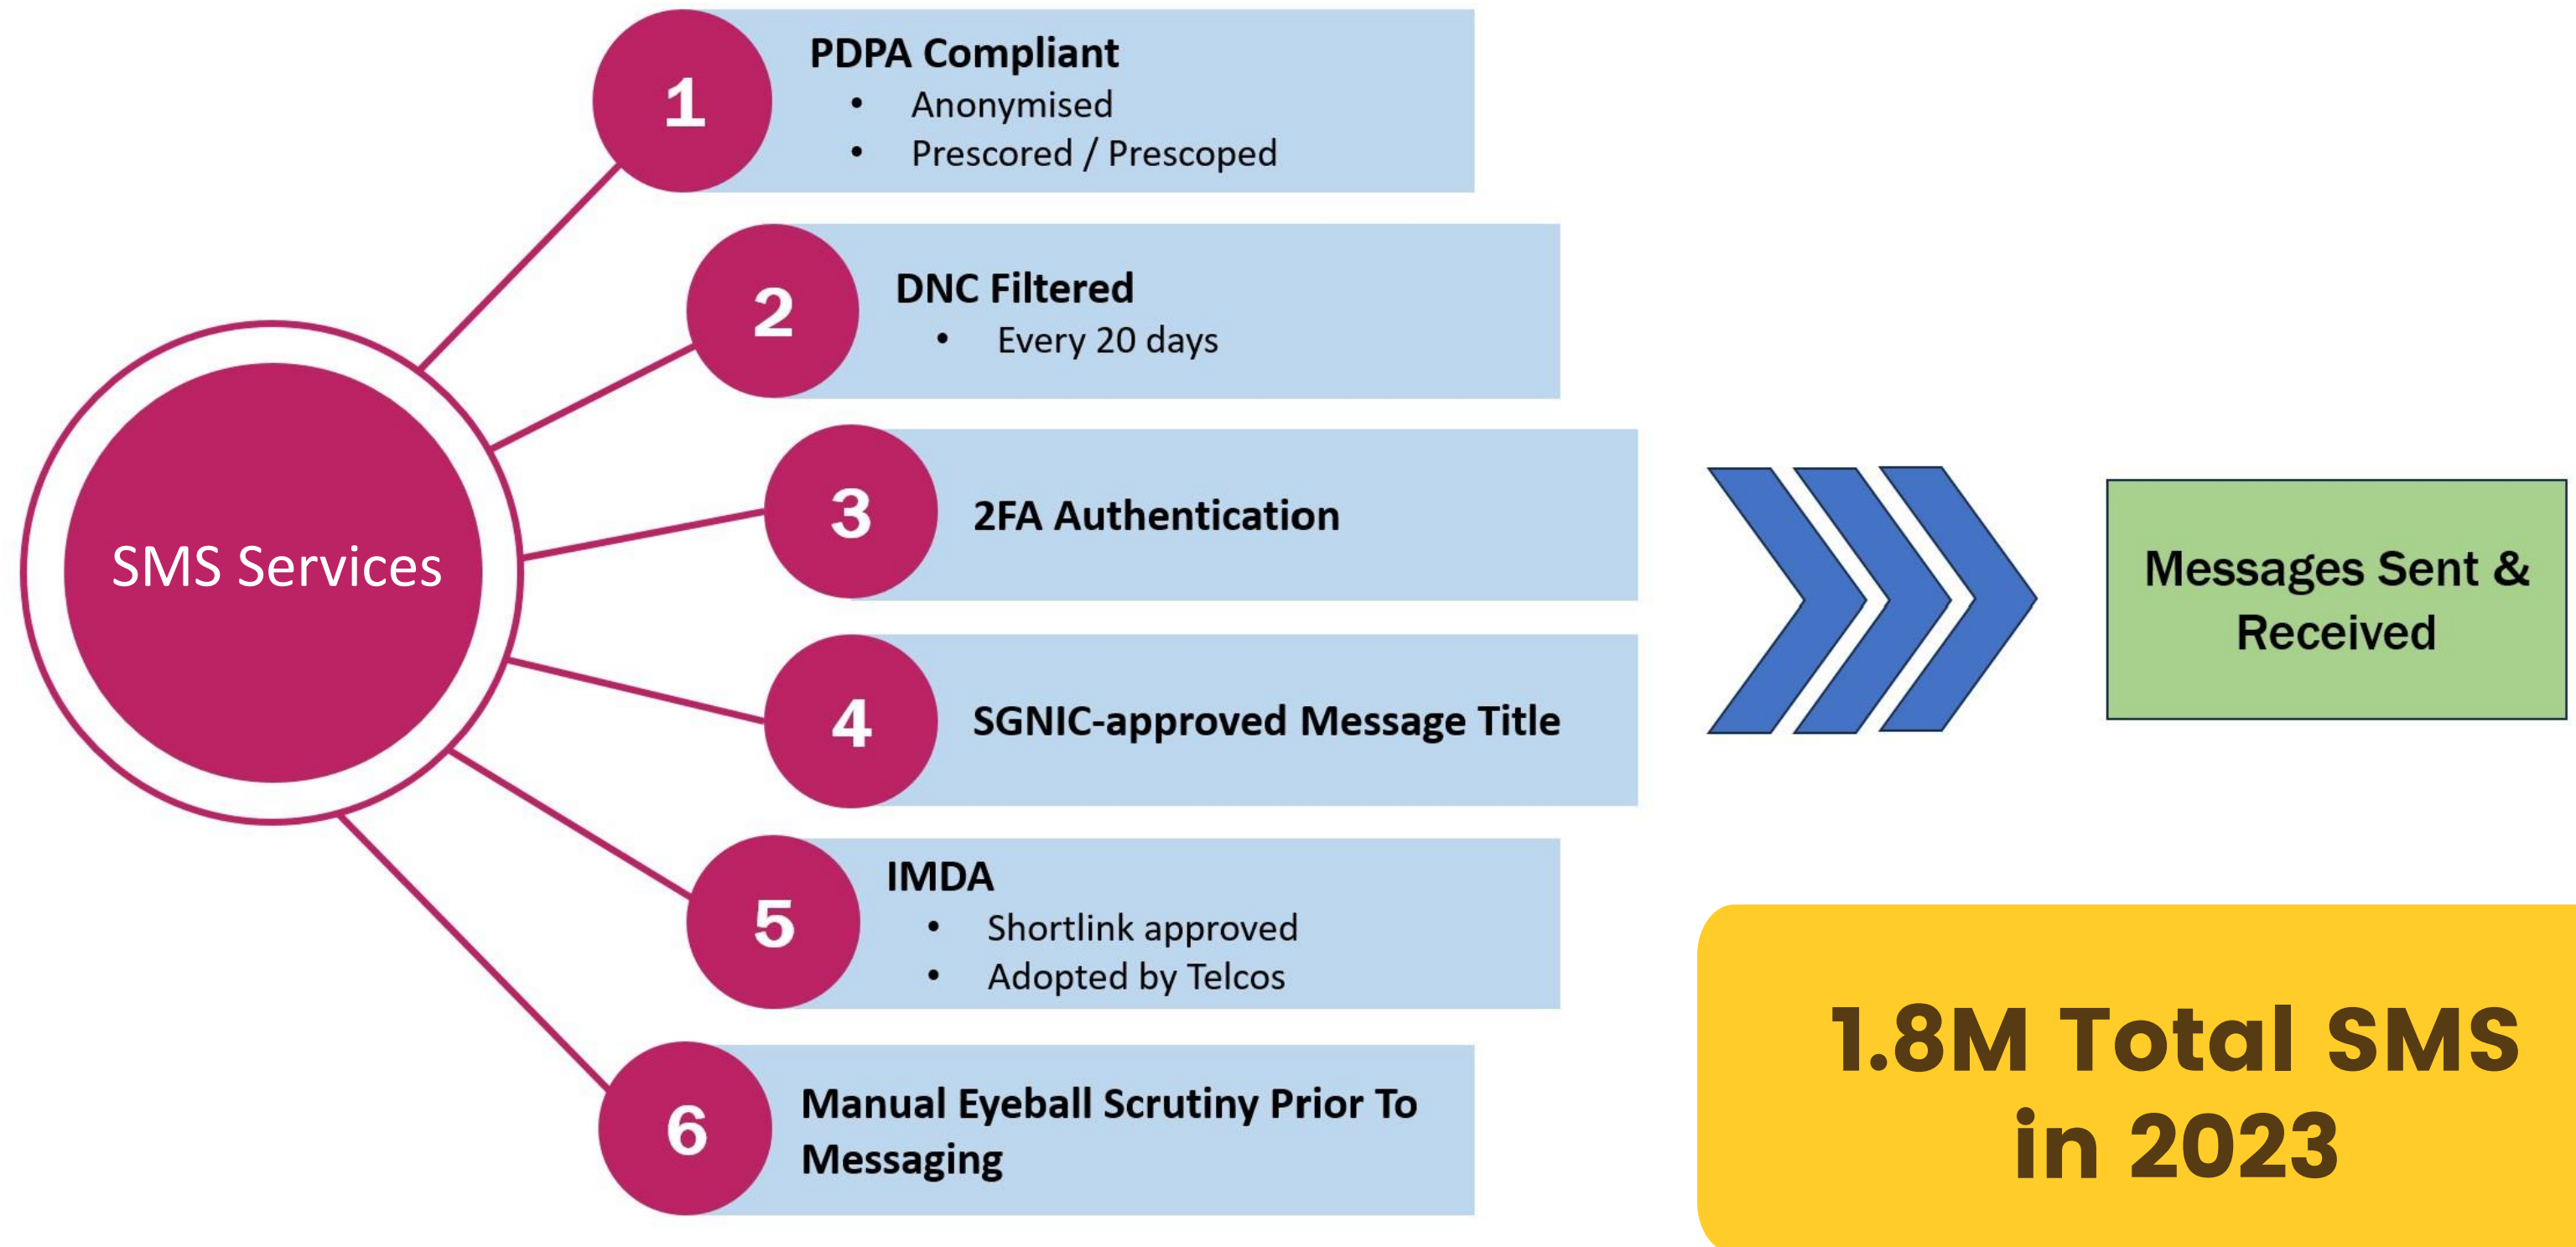 SMS Services
1
PDPA Compliant
• Anonymised
• Prescored / Prescoped
2
DNC Filtered
• Every 20 days
3
2FA Authentication
4
SGNIC-approved Message Title
5
IMDA
• Shortlink approved
• Adopted by Telcos
6
Manual Eyeball Scrutiny Prior To
Messaging
Messages Sent &
Received
1.8M Total SMS
in 2023